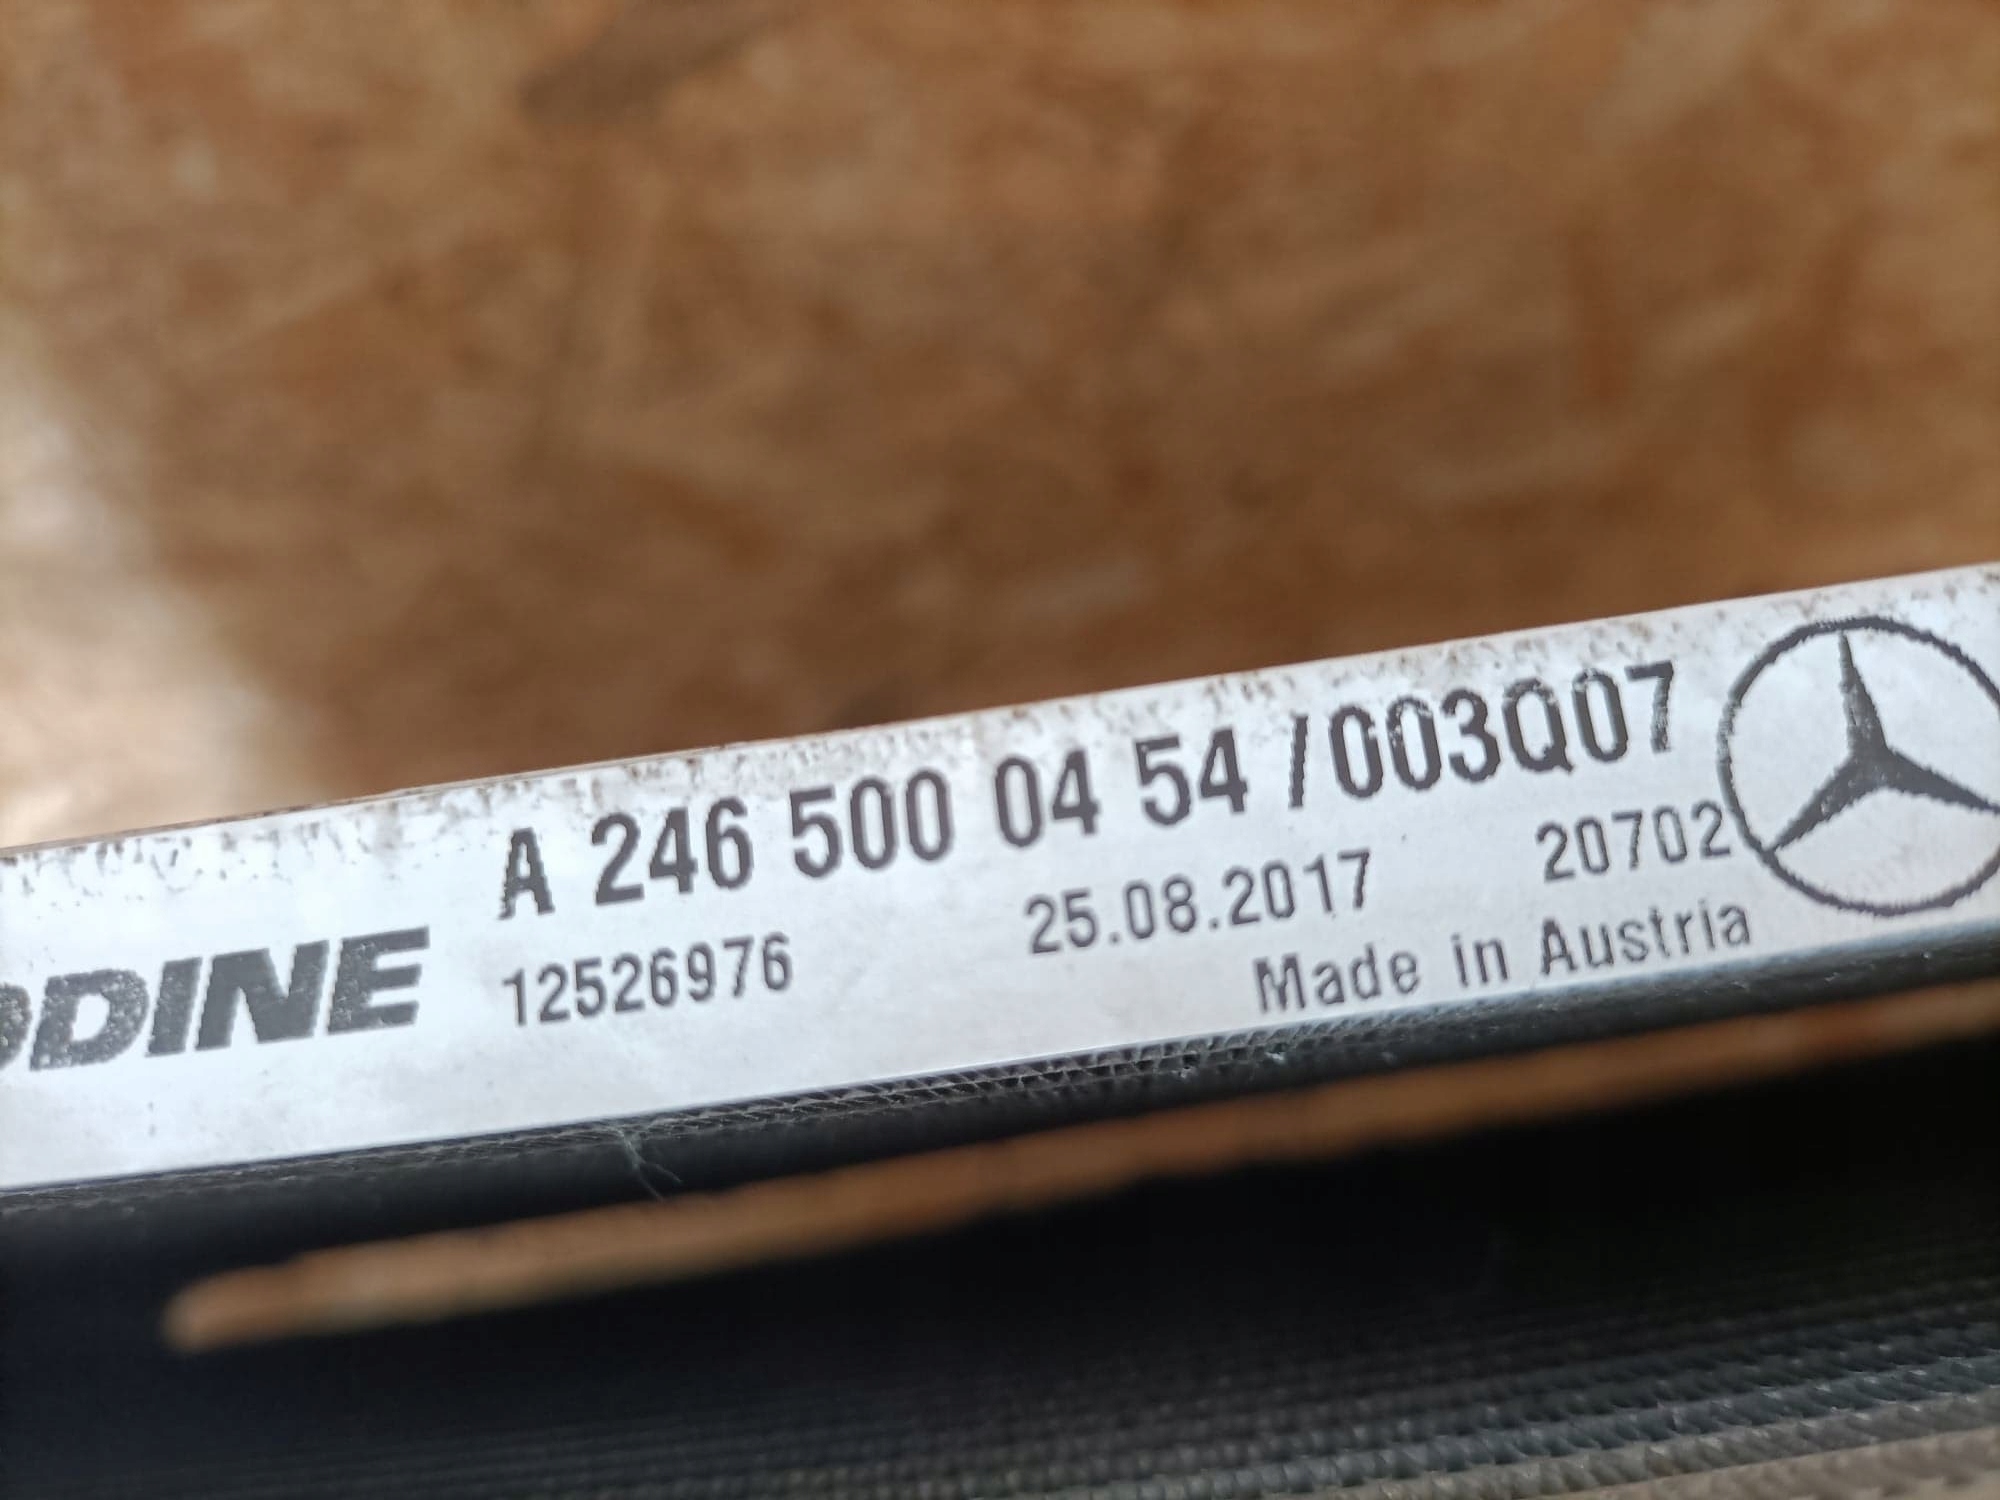 A 246 500 04 54 /003Q07
ODINE 12526976 25.08.2017 20702
Made in Austria